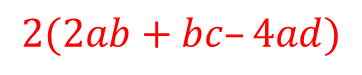 2(2ab + bc– 4ad)